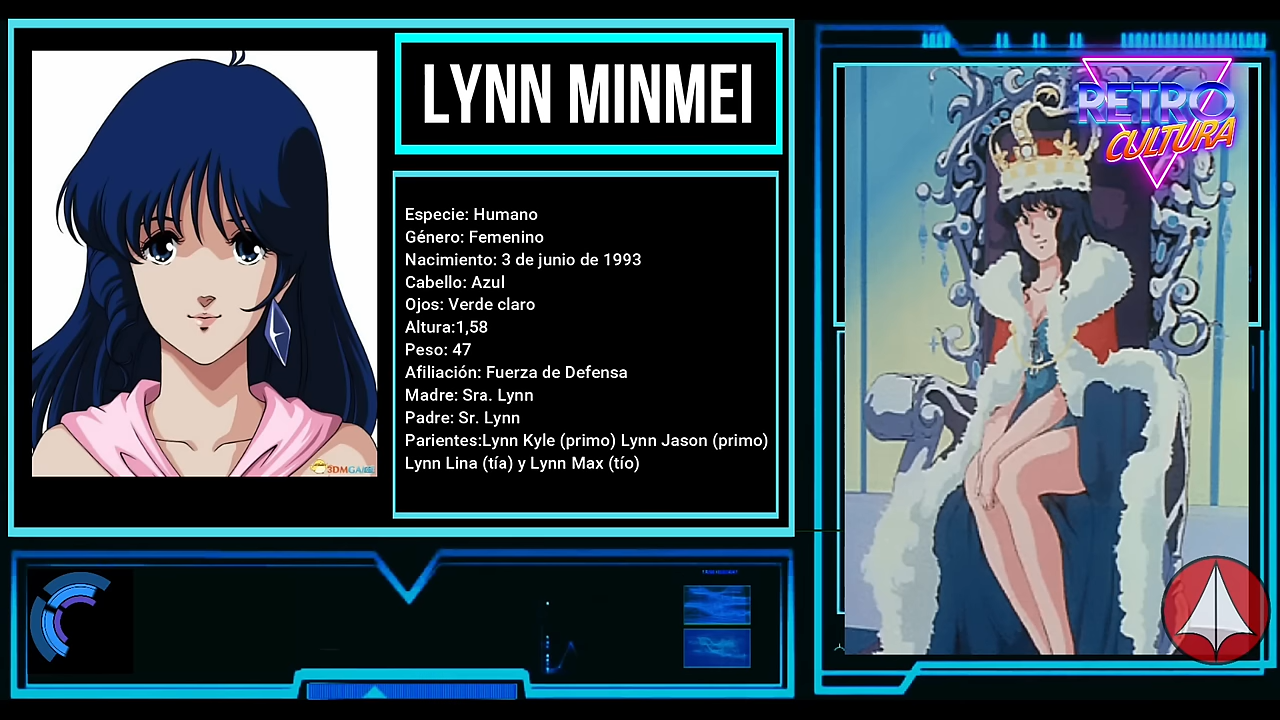 LYNN MINMEI
RETRO
CULTURA
Especie: Humano
Género: Femenino
Nacimiento: 3 de junio de 1993
Cabello: Azul
Ojos: Verde claro
Altura:1,58
Peso: 47
Afiliación: Fuerza de Defensa
Madre: Sra. Lynn
Padre: Sr. Lynn
Parientes:Lynn Kyle (primo) Lynn Jason (primo)
Lynn Lina (tía) y Lynn Max (tío)
3DMGAME